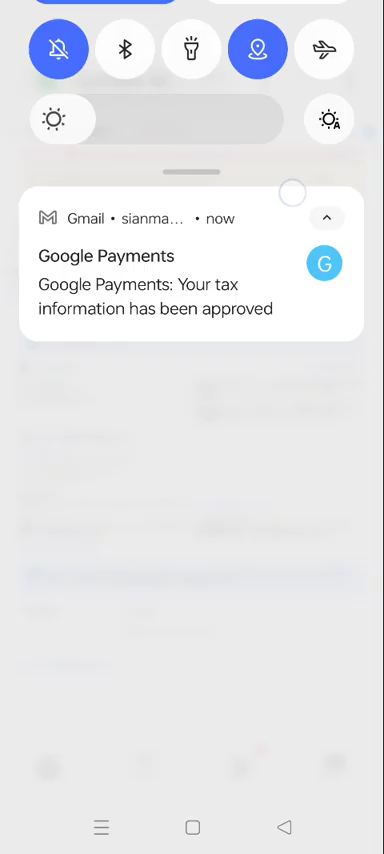 Gmail • sianma... • now
Google Payments
G
Google Payments: Your tax
information has been approved